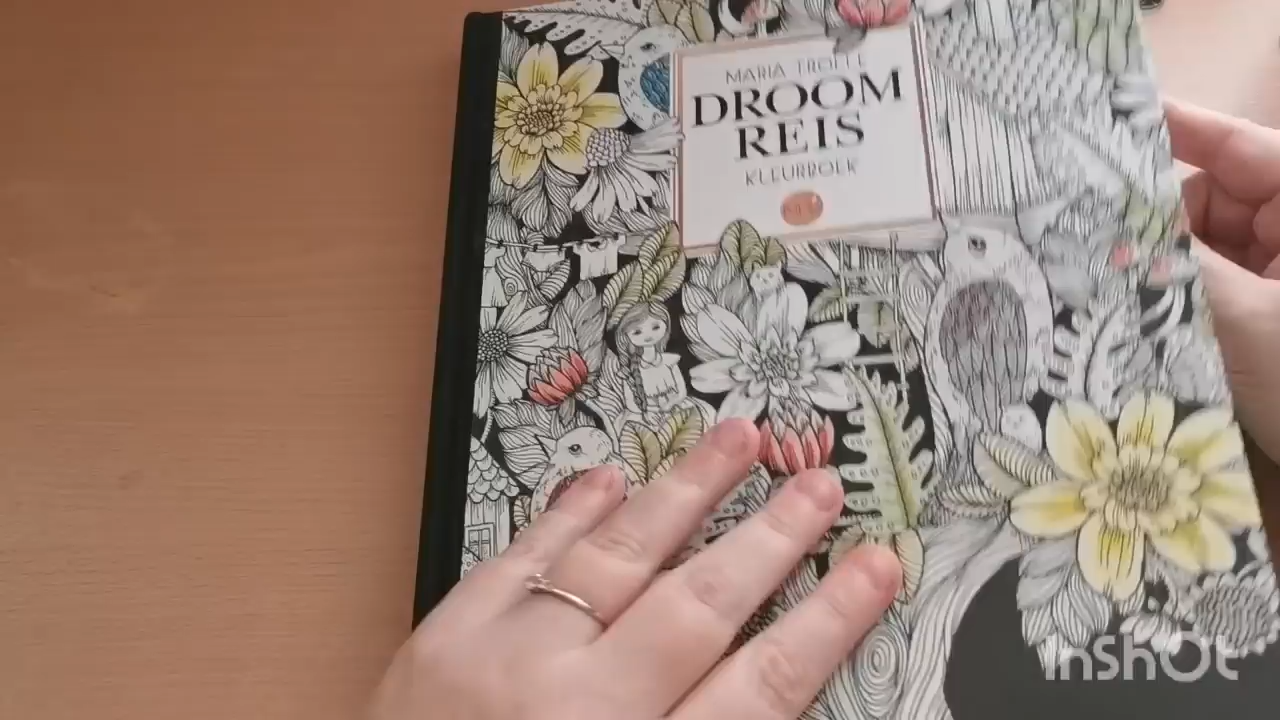 MARIA TROLLE
DROOM
REIS
KLEURBOEK
InShOt